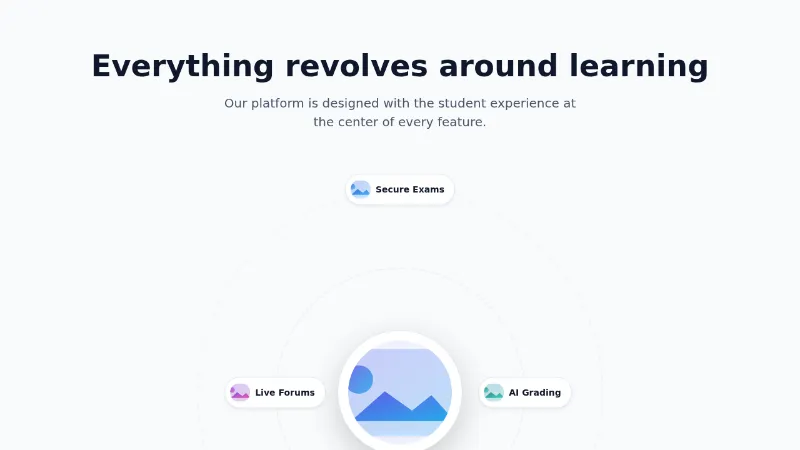 Everything revolves around learning
Our platform is designed with the student experience at
the center of every feature.
Secure Exams
Live Forums
AI Grading